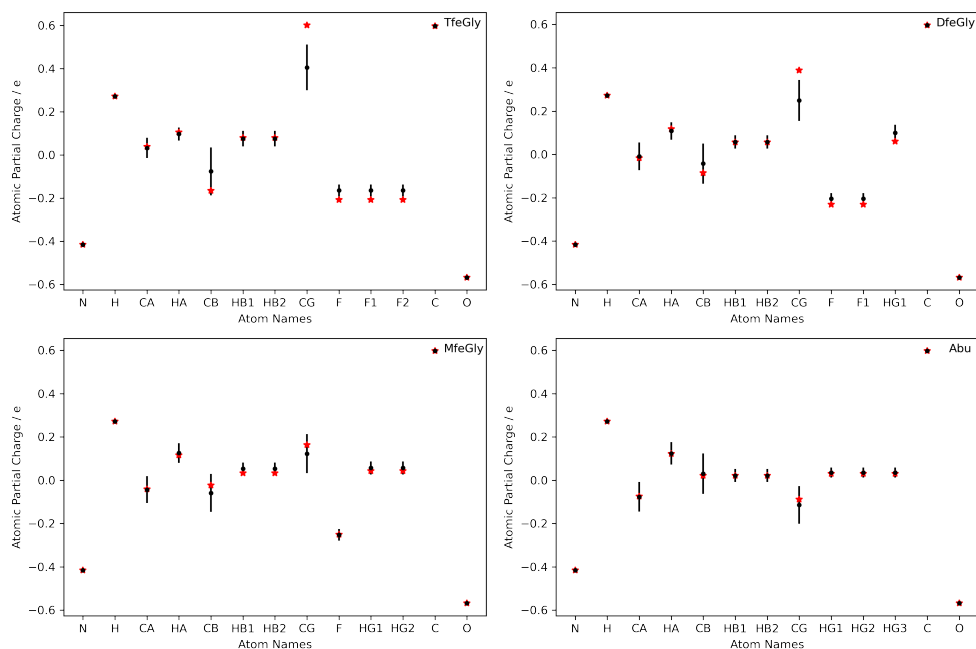 TfeGly
Atomic Partial Charge / e
0.6
0.4
0.2
0.0
−0.2
−0.4
−0.6
N H CA HA CB HB1 HB2 CG F F1 F2 C O
Atom Names
DfeGly
Atomic Partial Charge / e
0.6
0.4
0.2
0.0
−0.2
−0.4
−0.6
N H CA HA CB HB1 HB2 CG F F1 HG1 C O
Atom Names
MfeGly
Atomic Partial Charge / e
0.6
0.4
0.2
0.0
−0.2
−0.4
−0.6
N H CA HA CB HB1 HB2 CG F HG1 HG2 C O
Atom Names
Abu
Atomic Partial Charge / e
0.6
0.4
0.2
0.0
−0.2
−0.4
−0.6
N H CA HA CB HB1 HB2 CG HG1 HG2 HG3 C O
Atom Names